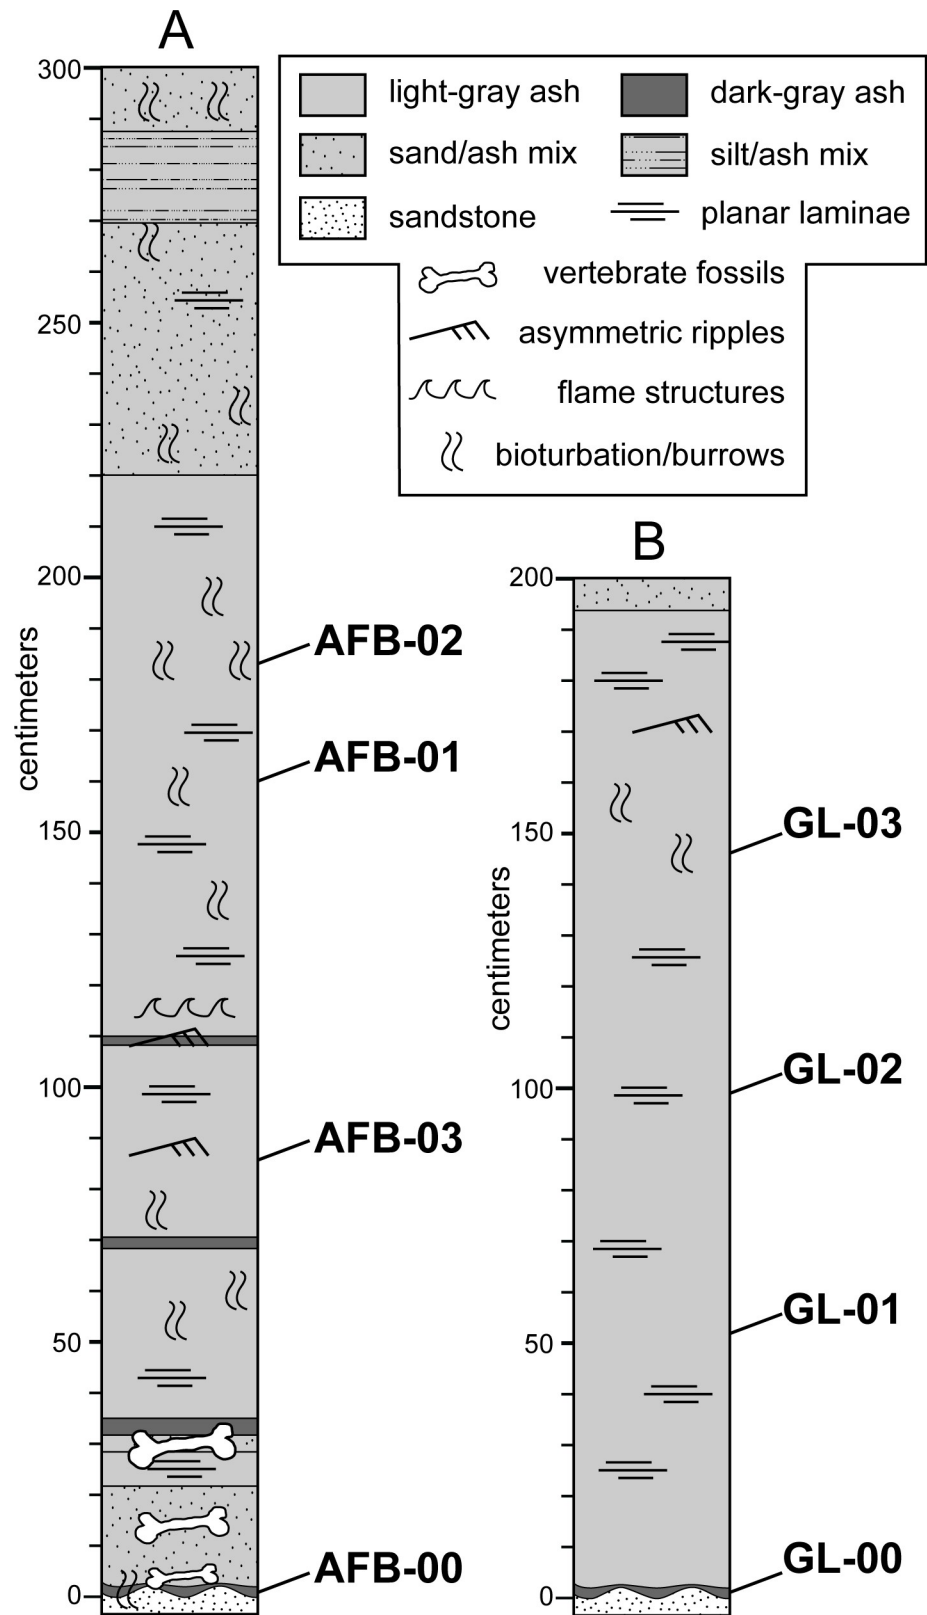 A
300
250
200
150
100
50
0
centimeters
light-gray ash
dark-gray ash
sand/ash mix
silt/ash mix
sandstone
planar laminae
vertebrate fossils
asymmetric ripples
flame structures
bioturbation/burrows
AFB-02
AFB-01
AFB-03
AFB-00
B
200
150
100
50
0
centimeters
GL-03
GL-02
GL-01
GL-00